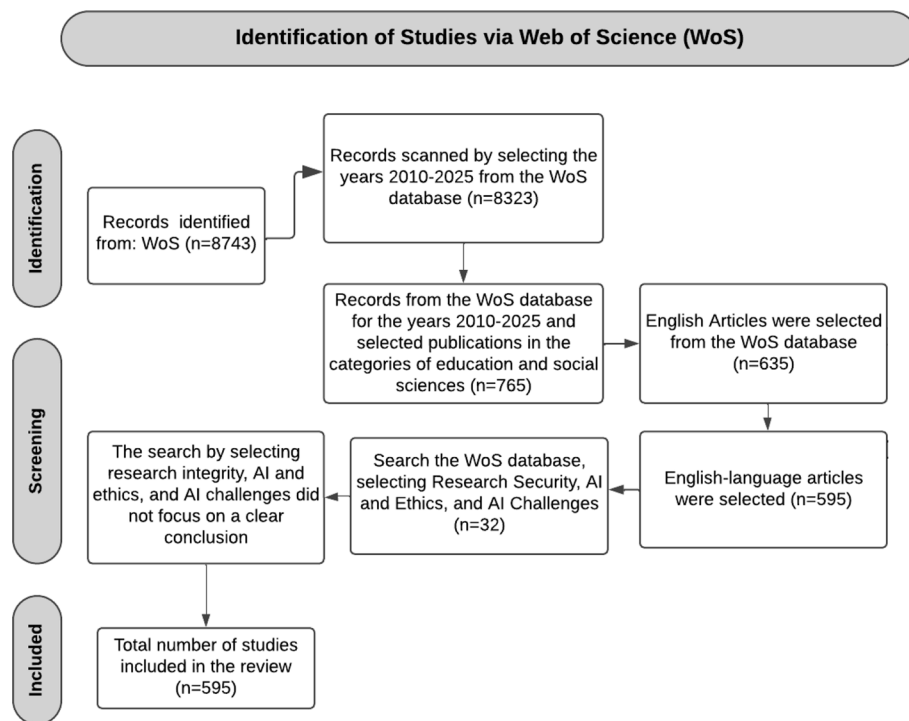 Identification of Studies via Web of Science (WoS)
Identification
Records identified
from: WoS (n=8743)
Records scanned by selecting the
years 2010-2025 from the WoS
database (n=8323)
Records from the WoS database
for the years 2010-2025 and
selected publications in the
categories of education and social
sciences (n=765)
English Articles were selected
from the WoS database
(n=635)
Screening
The search by selecting
research integrity, AI and
ethics, and AI challenges did
not focus on a clear
conclusion
Search the WoS database,
selecting Research Security, AI
and Ethics, and AI Challenges
(n=32)
English-language articles
were selected (n=595)
Included
Total number of studies
included in the review
(n=595)